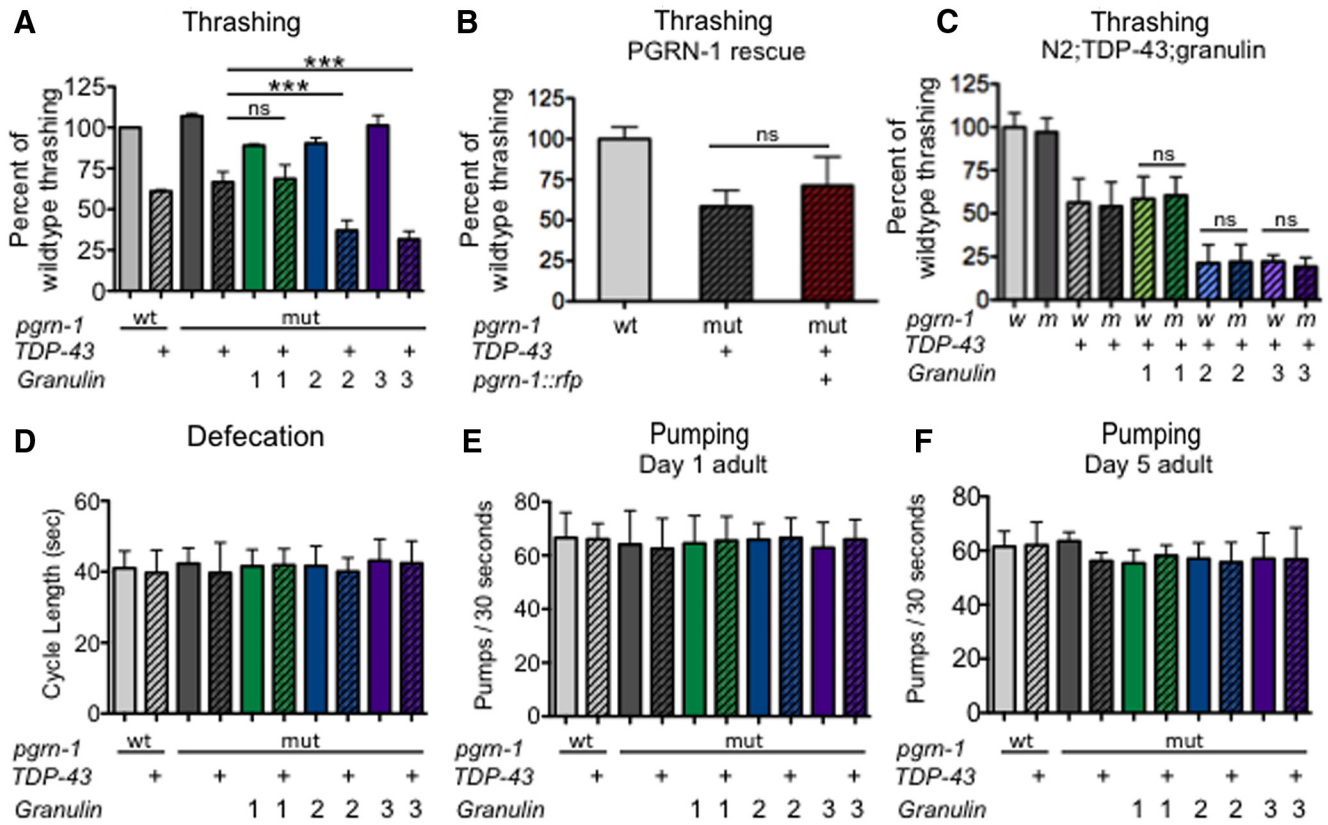 A
Thrashing
Percent of
wildtype thrashing
125
100
75
50
25
0
***
***
ns
wt mut
pgrn-1
TDP-43 + + + + +
Granulin 1 1 2 2 3 3
B
Thrashing
PGRN-1 rescue
Percent of
wildtype thrashing
125
100
75
50
25
0
ns
pgrn-1 wt mut mut
TDP-43 + +
pgrn-1::rfp +
C
Thrashing
N2;TDP-43;granulin
Percent of
wildtype thrashing
125
100
75
50
25
0
ns
ns ns
pgrn-1 w m w m w m w m w m
TDP-43 + + + + + + + +
Granulin 1 1 2 2 3 3
D
Defecation
Cycle Length (sec)
60
40
20
0
wt mut
pgrn-1
TDP-43 + + + + +
Granulin 1 1 2 2 3 3
E
Pumping
Day 1 adult
Pumps / 30 seconds
80
60
40
20
0
wt mut
pgrn-1
TDP-43 + + + + +
Granulin 1 1 2 2 3 3
F
Pumping
Day 5 adult
Pumps / 30 seconds
80
60
40
20
0
wt mut
pgrn-1
TDP-43 + + + + +
Granulin 1 1 2 2 3 3